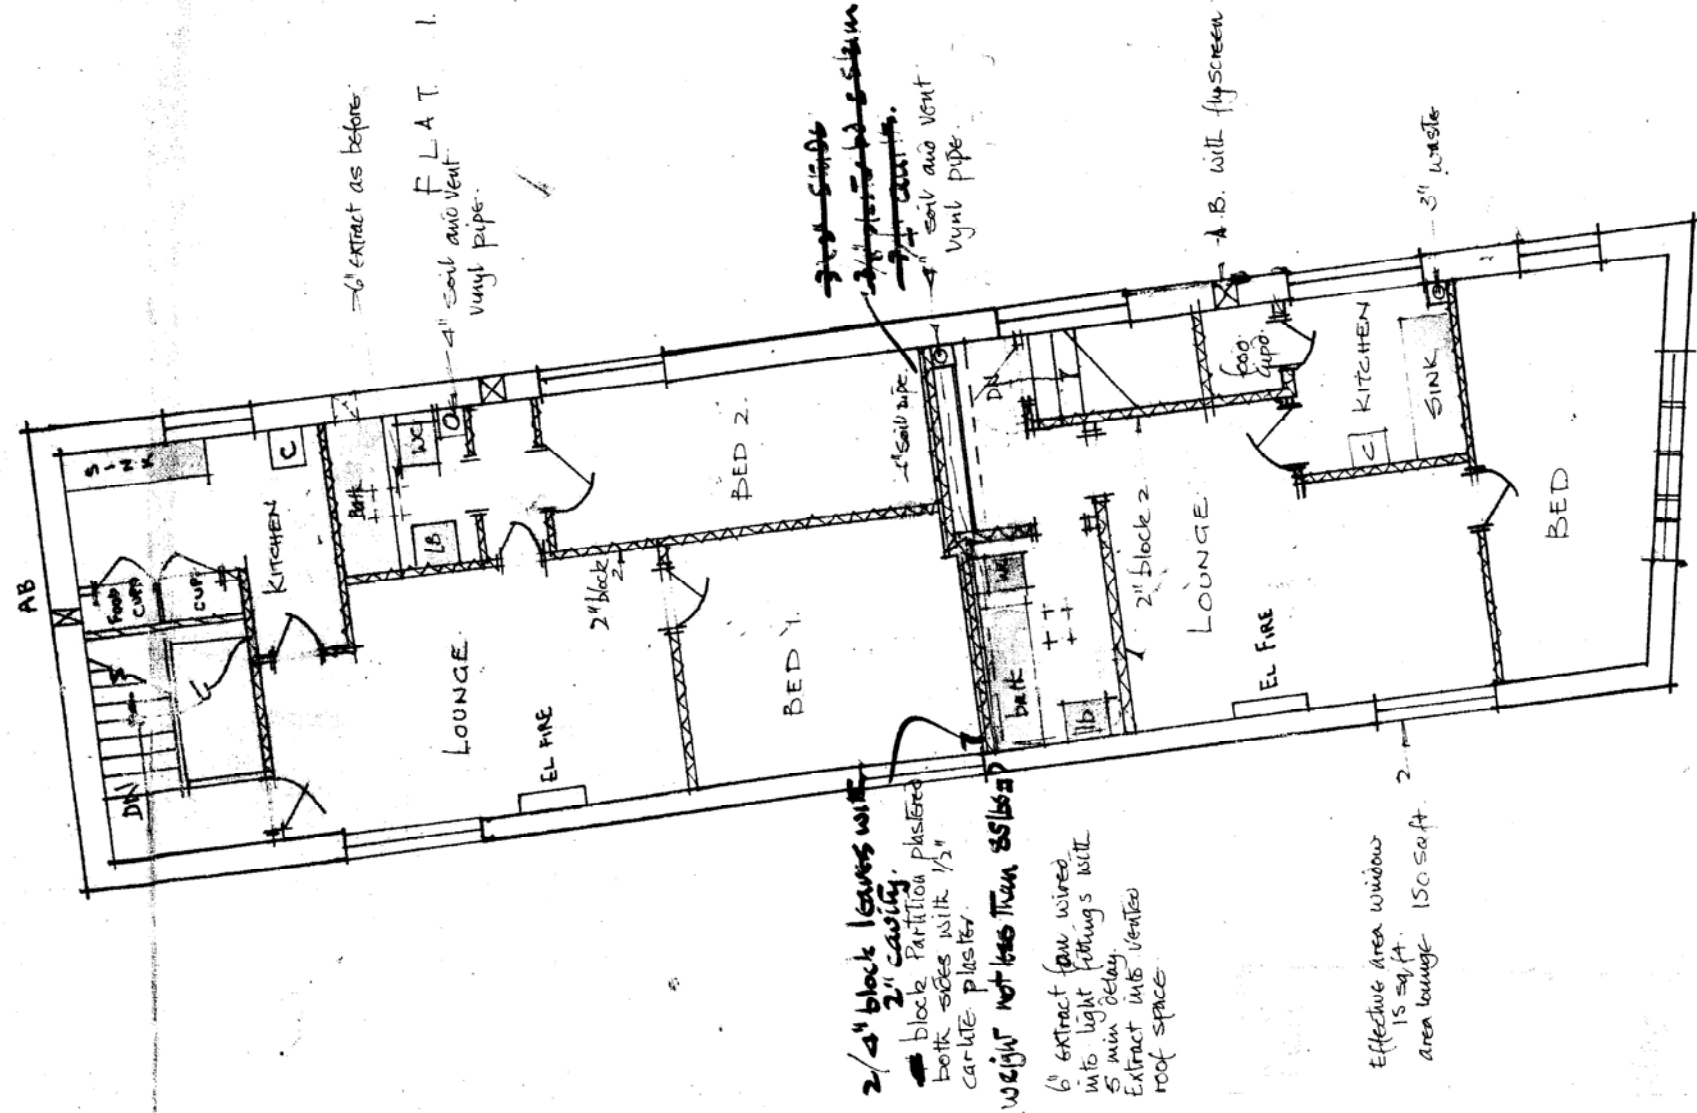 AB
SINK
C
FOOD
CUPD
CUPD
KITCHEN
DN
Bath
WC
LB
6" extract as before.
FLAT 1.
4" soil and vent
vinyl pipe.
LOUNGE
EL FIRE
2" block
2
BED 2
BED 1.
4" soil pipe
4" soil and vent
vynl pipe.
DN
A.B. with flyscreen
3" waste
food
cupd.
KITCHEN
C
SINK
bath
WC
lb
2" block 2
LOUNGE
EL FIRE
BED
2
2/4" block leaves with
2" cavity.
block Partition plastered
both sides with 1/2"
carlite plaster.
weight not less than 85lbs
6" extract fan wired
into light fittings with
5 min delay.
Extract into vented
roof space.
Effective area window
15 sq ft.
area lounge 150 sq ft.